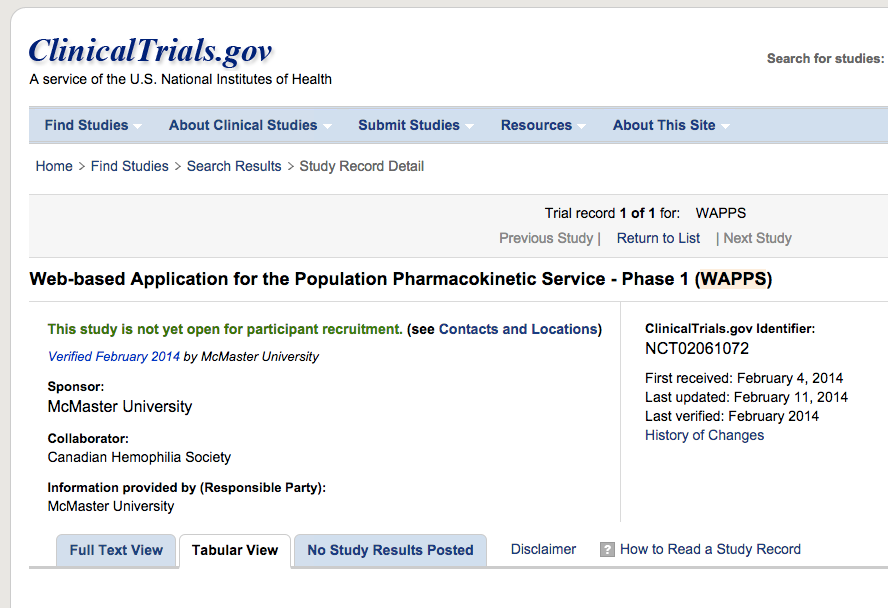 ClinicalTrials.gov
A service of the U.S. National Institutes of Health
Search for studies:
Find Studies About Clinical Studies Submit Studies Resources About This Site
Home > Find Studies > Search Results > Study Record Detail
Trial record 1 of 1 for: WAPPS
Previous Study | Return to List | Next Study
Web-based Application for the Population Pharmacokinetic Service - Phase 1 (WAPPS)
This study is not yet open for participant recruitment. (see Contacts and Locations)
Verified February 2014 by McMaster University
Sponsor:
McMaster University
Collaborator:
Canadian Hemophilia Society
Information provided by (Responsible Party):
McMaster University
ClinicalTrials.gov Identifier:
NCT02061072
First received: February 4, 2014
Last updated: February 11, 2014
Last verified: February 2014
History of Changes
Full Text View Tabular View No Study Results Posted Disclaimer ? How to Read a Study Record